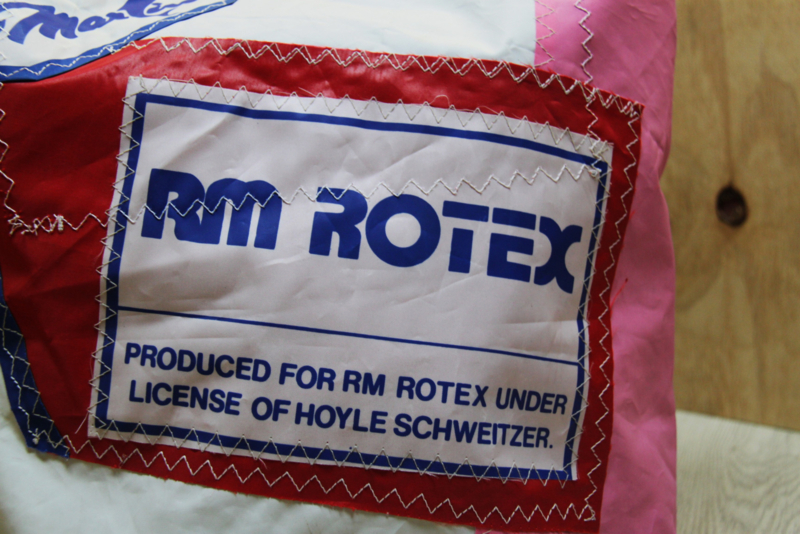 RM ROTEX
PRODUCED FOR RM ROTEX UNDER
LICENSE OF HOYLE SCHWEITZER.